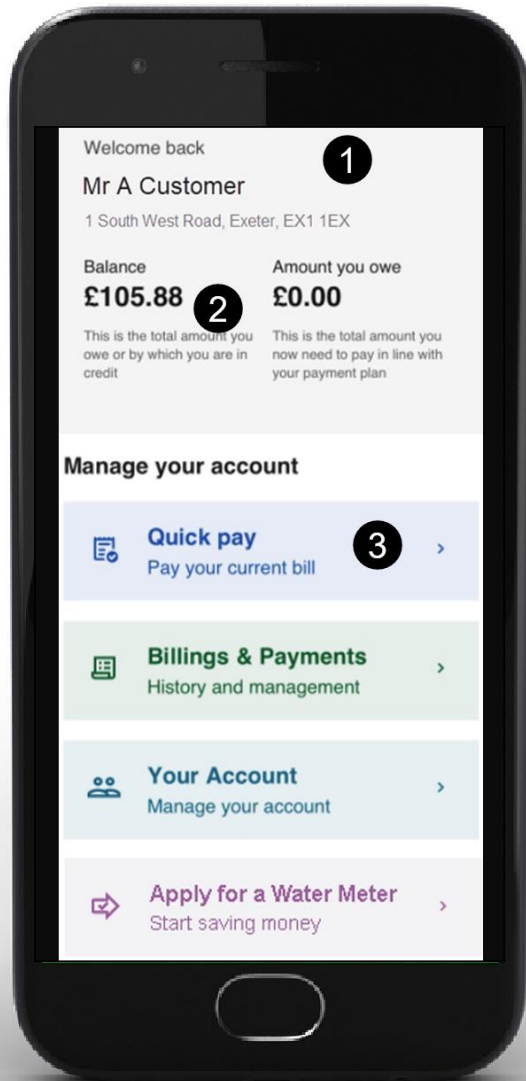 Welcome back
1
Mr A Customer
1 South West Road, Exeter, EX1 1EX
Balance
£105.88
2
This is the total amount you
owe or by which you are in
credit
Amount you owe
£0.00
This is the total amount you
now need to pay in line with
your payment plan
Manage your account
Quick pay
Pay your current bill
3
Billings & Payments
History and management
Your Account
Manage your account
Apply for a Water Meter
Start saving money